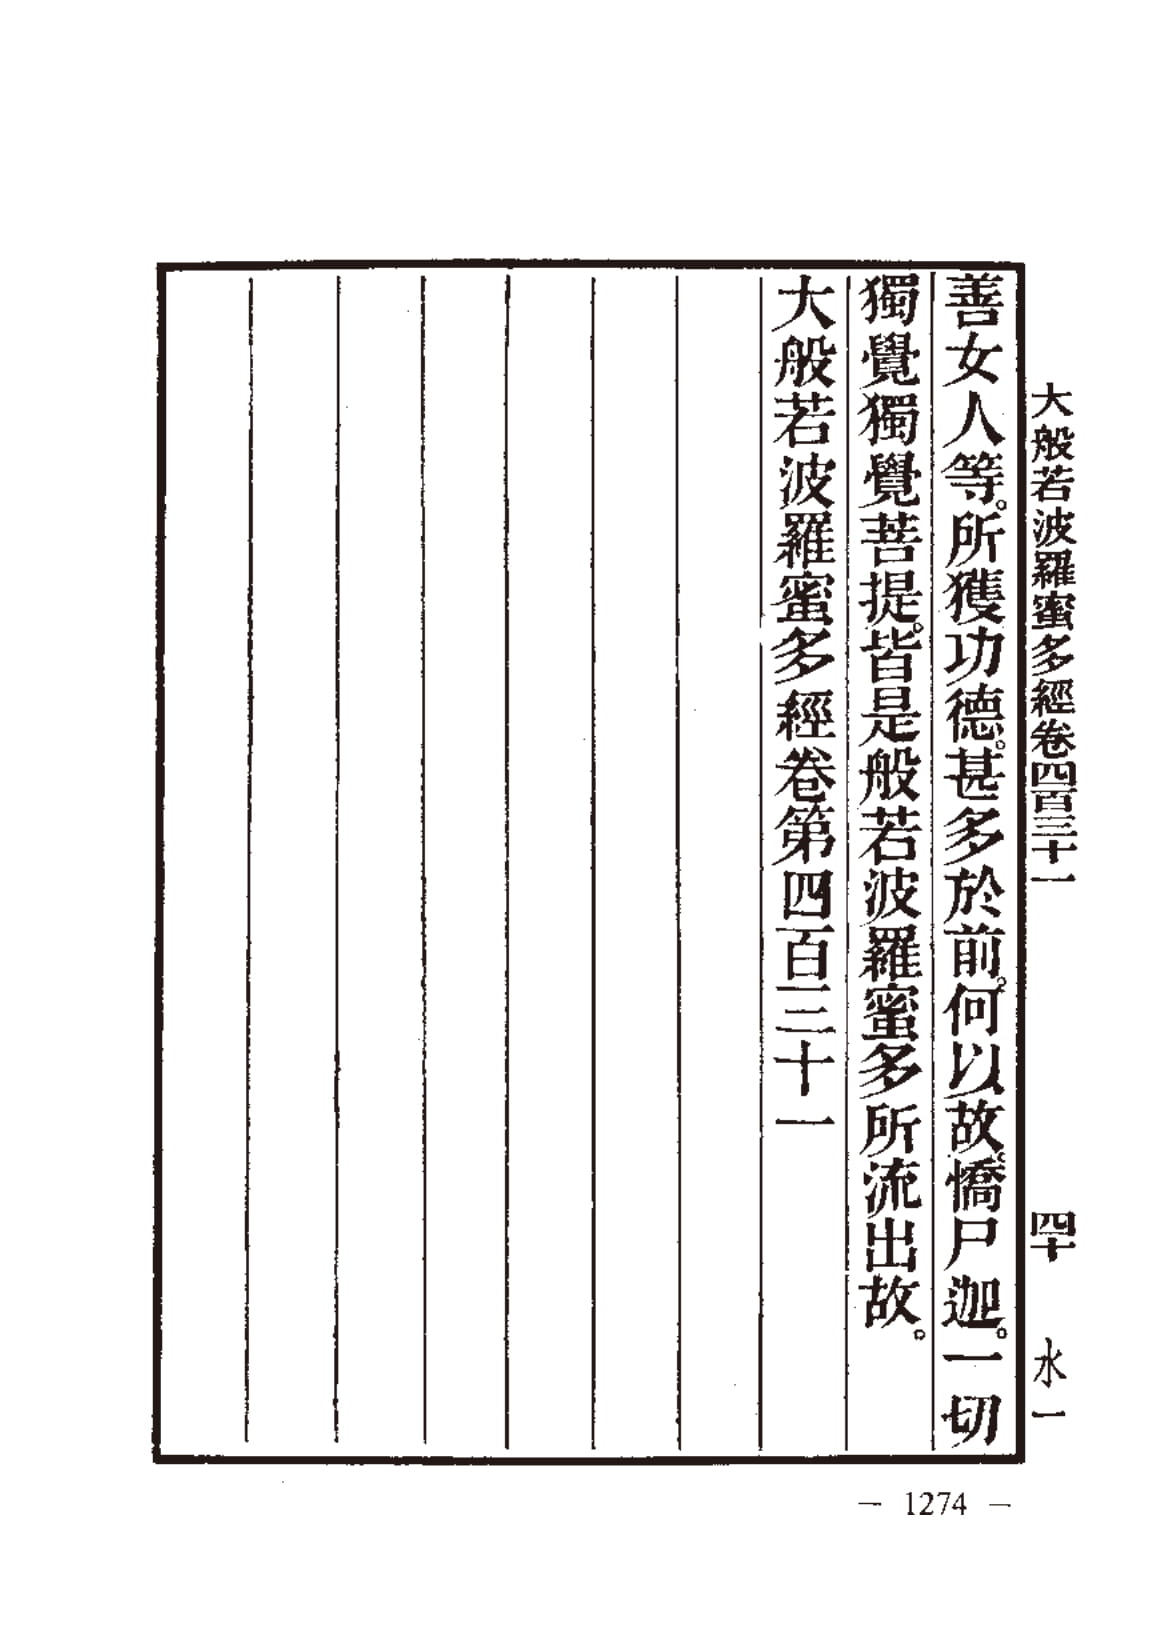 大般若波羅蜜多經卷四百三十一　四十　水一
善女人等。所獲功德。甚多於前。何以故。憍尸迦。一切
獨覺獨覺菩提。皆是般若波羅蜜多所流出故。
大般若波羅蜜多經卷第四百三十一
— 1274 —